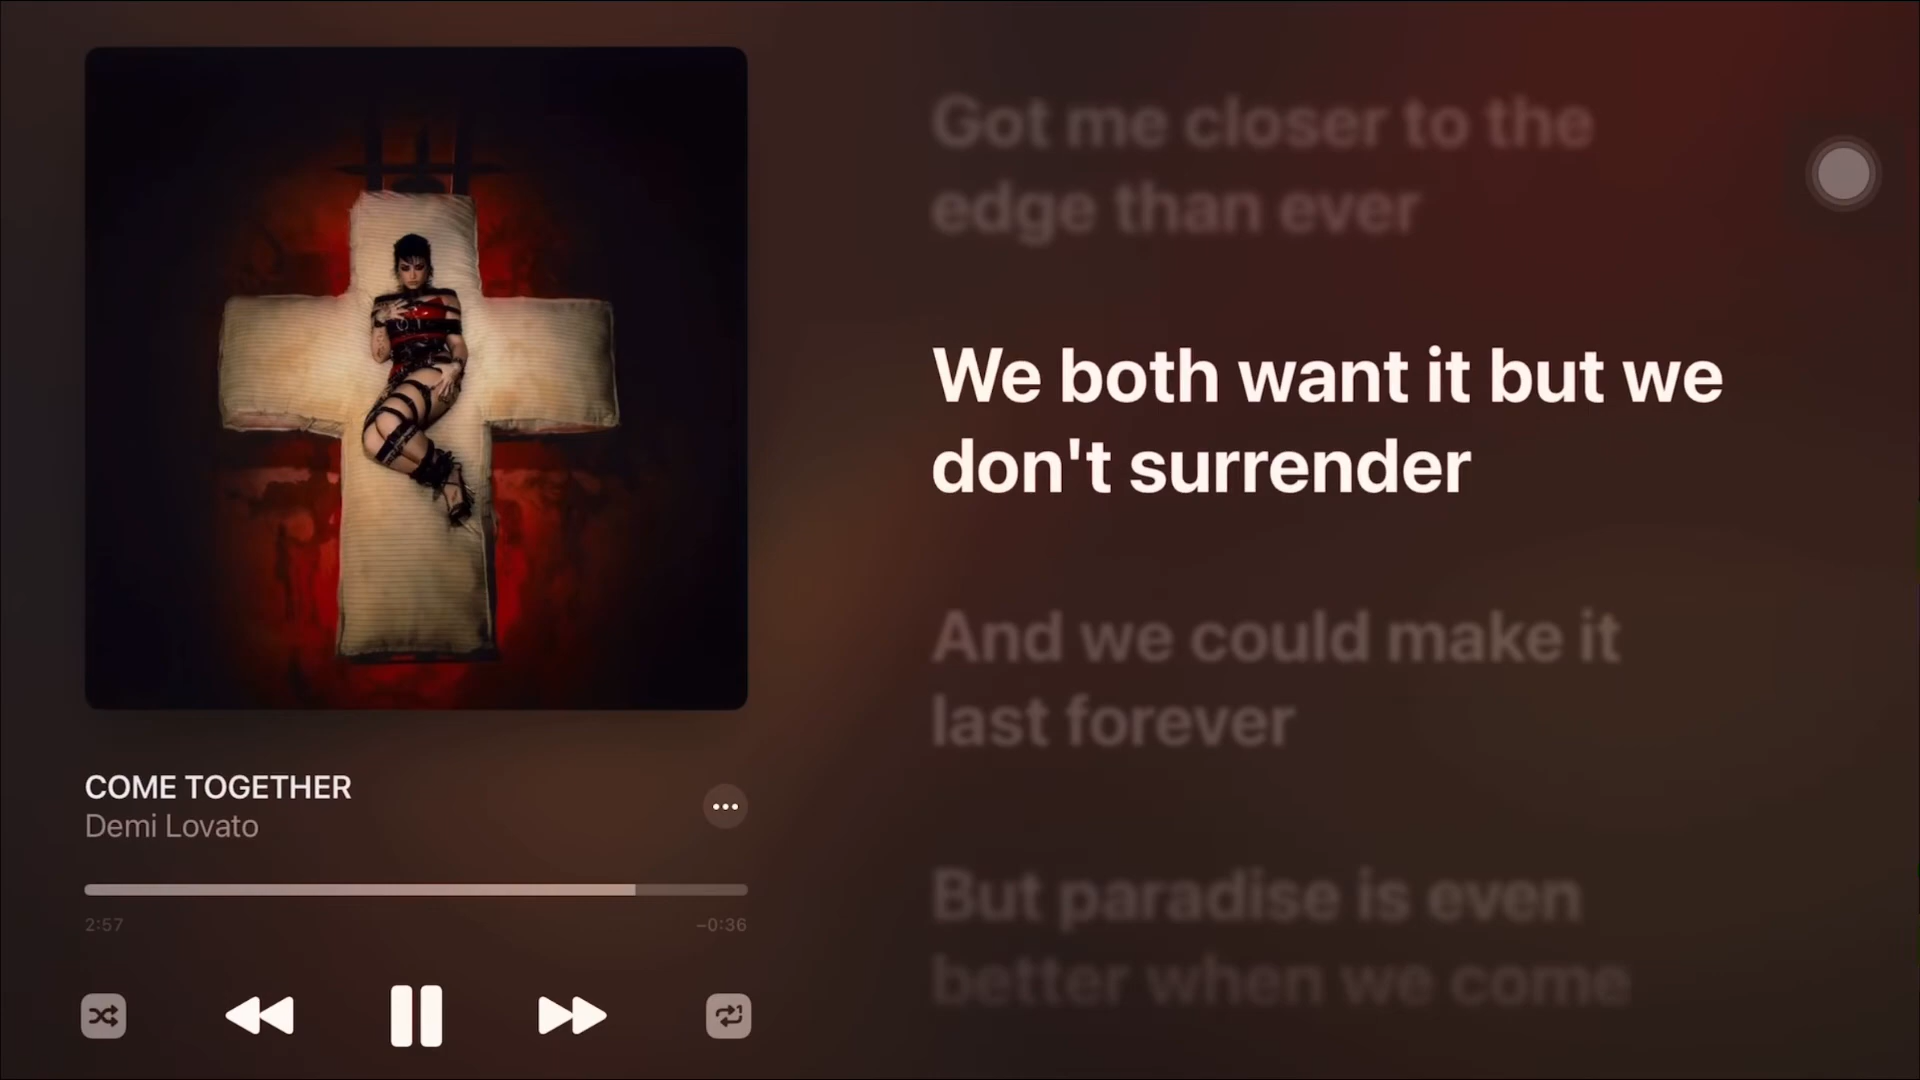 Got me closer to the
edge than ever
We both want it but we
don't surrender
And we could make it
last forever
But paradise is even
better when we come
COME TOGETHER
Demi Lovato
2:57
-0:36
1